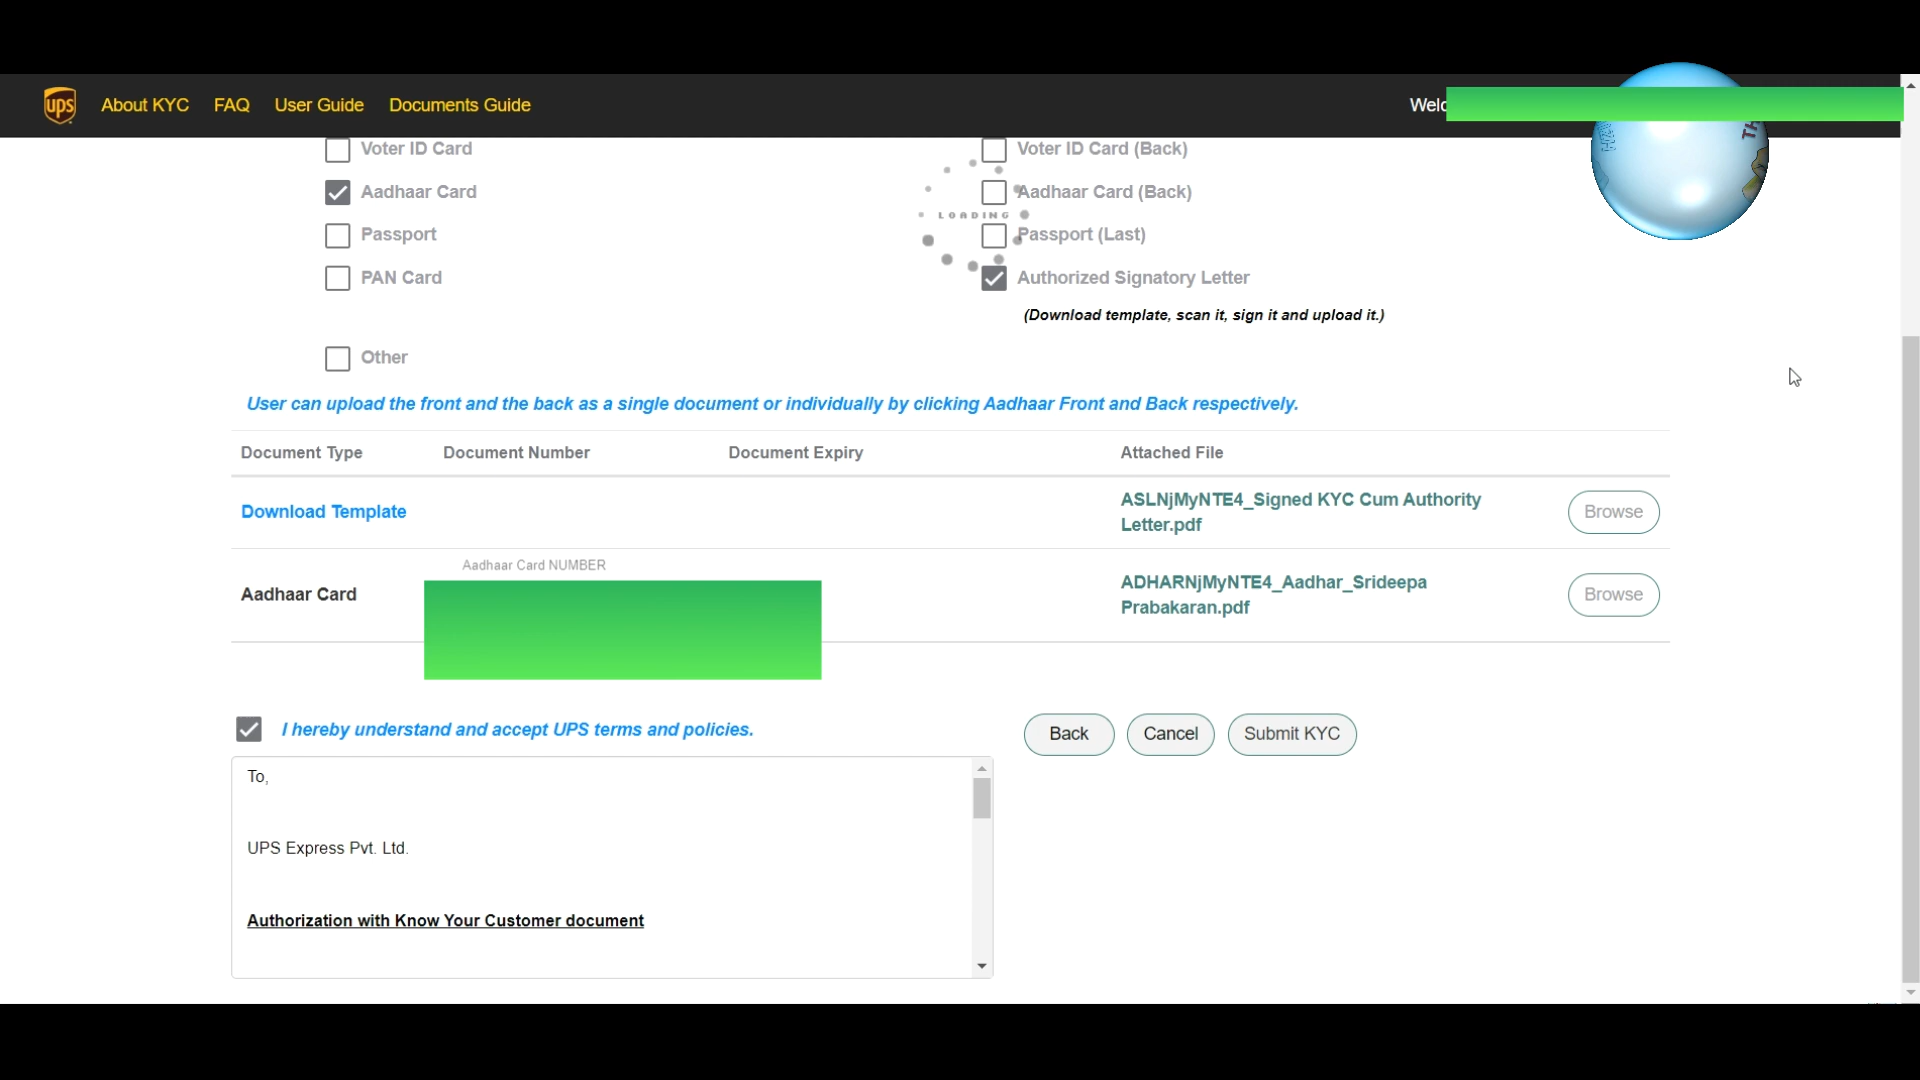 ups About KYC FAQ User Guide Documents Guide Welc
Voter ID Card Voter ID Card (Back)
Aadhaar Card Aadhaar Card (Back)
LOADING
Passport Passport (Last)
PAN Card Authorized Signatory Letter
(Download template, scan it, sign it and upload it.)
Other
User can upload the front and the back as a single document or individually by clicking Aadhaar Front and Back respectively.
Document Type Document Number Document Expiry Attached File
Download Template ASLNjMyNTE4_Signed KYC Cum Authority
Letter.pdf Browse
Aadhaar Card NUMBER
Aadhaar Card ADHARNjMyNTE4_Aadhar_Srideepa
Prabakaran.pdf Browse
I hereby understand and accept UPS terms and policies. Back Cancel Submit KYC
To,
UPS Express Pvt. Ltd.
Authorization with Know Your Customer document